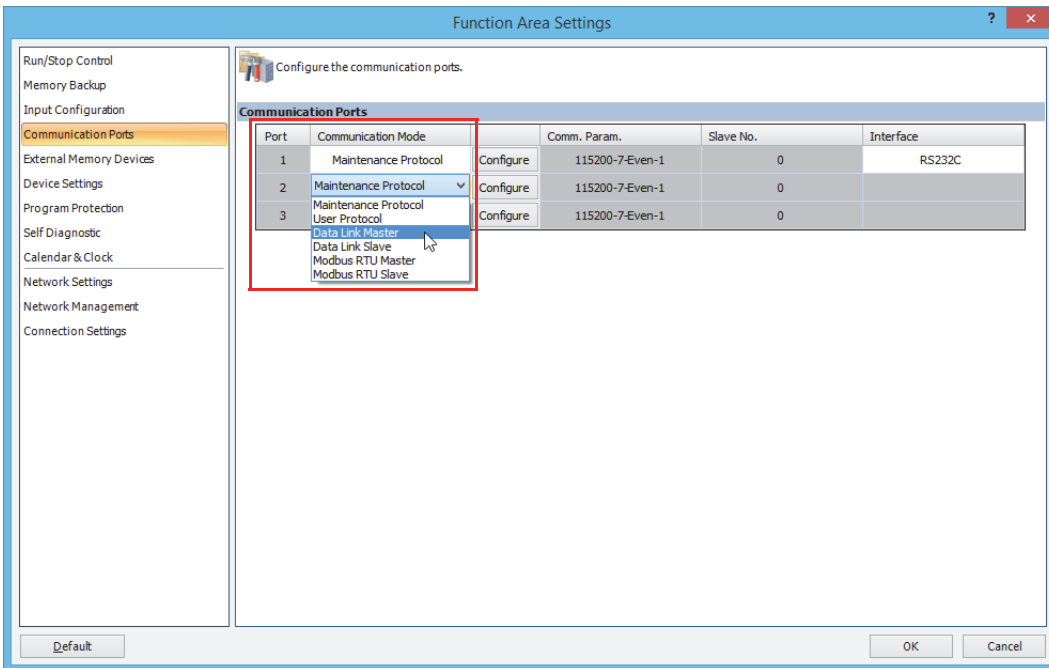 Function Area Settings
? ×
Run/Stop Control
Memory Backup
Input Configuration
Communication Ports
External Memory Devices
Device Settings
Program Protection
Self Diagnostic
Calendar & Clock
Network Settings
Network Management
Connection Settings
Configure the communication ports.
Communication Ports
Port Communication Mode Comm. Param. Slave No. Interface
1 Maintenance Protocol Configure 115200-7-Even-1 0 RS232C
2 Maintenance Protocol Configure 115200-7-Even-1 0
3 Configure 115200-7-Even-1 0
Maintenance Protocol
User Protocol
Data Link Master
Data Link Slave
Modbus RTU Master
Modbus RTU Slave
Default OK Cancel